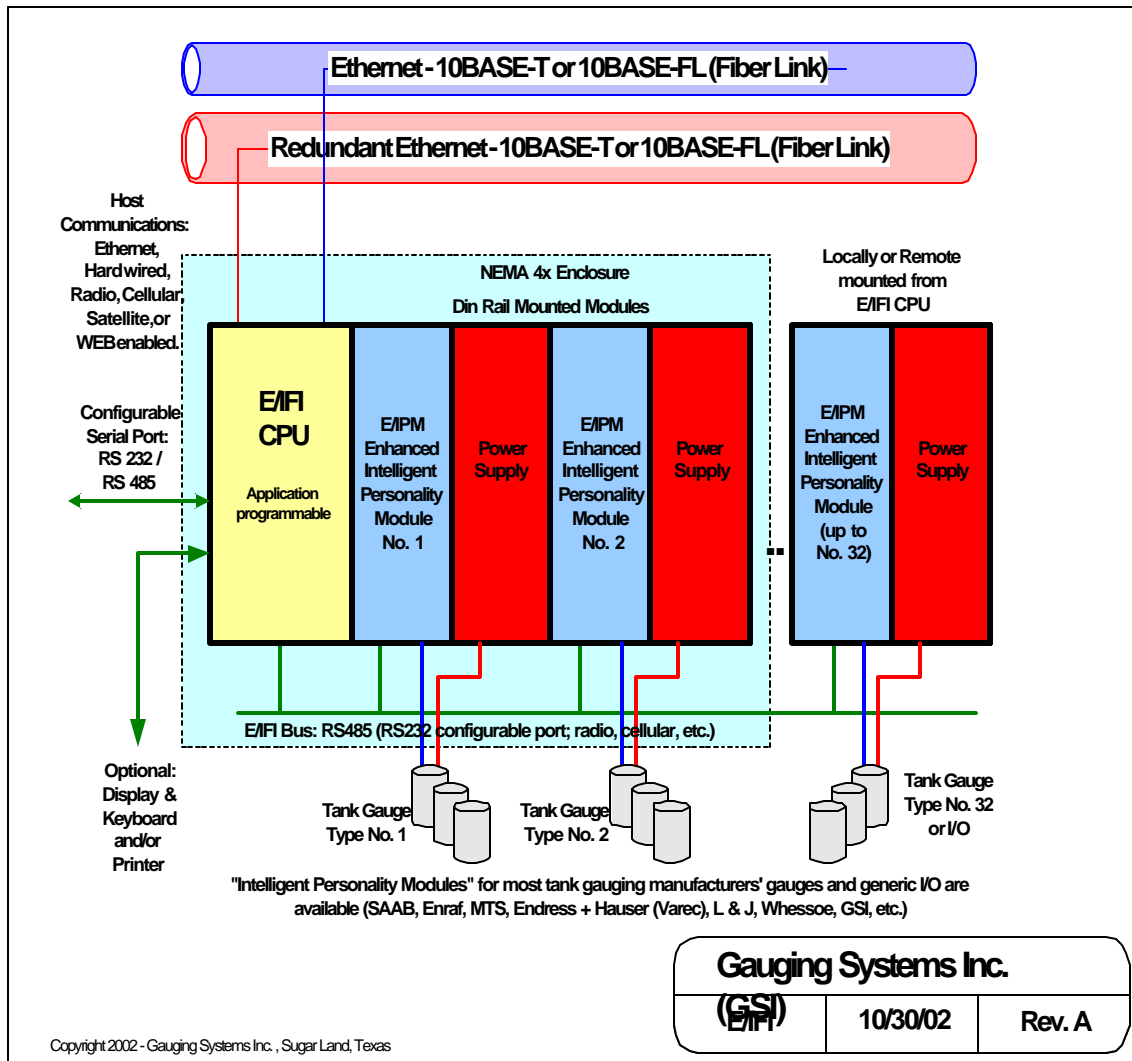 Ethernet - 10BASE-T or 10BASE-FL (Fiber Link)
Redundant Ethernet - 10BASE-T or 10BASE-FL (Fiber Link)
Host
Communications:
Ethernet,
Hard wired,
Radio, Cellular,
Satellite, or
WEB enabled.
NEMA 4x Enclosure
Din Rail Mounted Modules
Locally or Remote
mounted from
E/IFI CPU
Configurable
Serial Port:
RS 232 /
RS 485
E/IFI
CPU
Application
programmable
E/IPM
Enhanced
Intelligent
Personality
Module
No. 1
Power
Supply
E/IPM
Enhanced
Intelligent
Personality
Module
No. 2
Power
Supply
E/IPM
Enhanced
Intelligent
Personality
Module
(up to
No. 32)
Power
Supply
E/IFI Bus: RS485 (RS232 configurable port; radio, cellular, etc.)
Optional:
Display &
Keyboard
and/or
Printer
Tank Gauge
Type No. 1
Tank Gauge
Type No. 2
Tank Gauge
Type No. 32
or I/O
"Intelligent Personality Modules" for most tank gauging manufacturers' gauges and generic I/O are
available (SAAB, Enraf, MTS, Endress + Hauser (Varec), L & J, Whessoe, GSI, etc.)
Gauging Systems Inc.
(GSI)
E/IFI
10/30/02
Rev. A
Copyright 2002 - Gauging Systems Inc. , Sugar Land, Texas